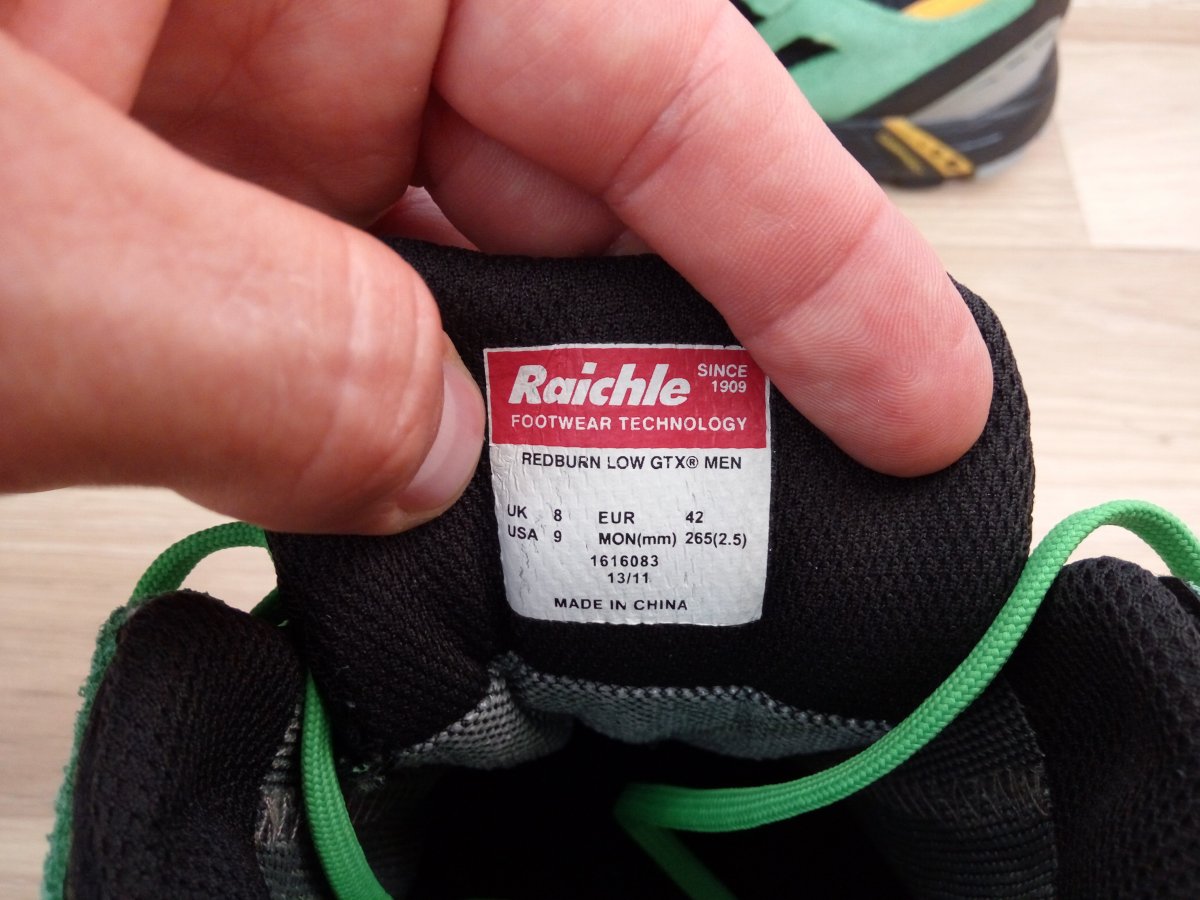 Raichle SINCE 1909
FOOTWEAR TECHNOLOGY
REDBURN LOW GTX® MEN
UK 8 EUR 42
USA 9 MON(mm) 265(2.5)
1616083
13/11
MADE IN CHINA